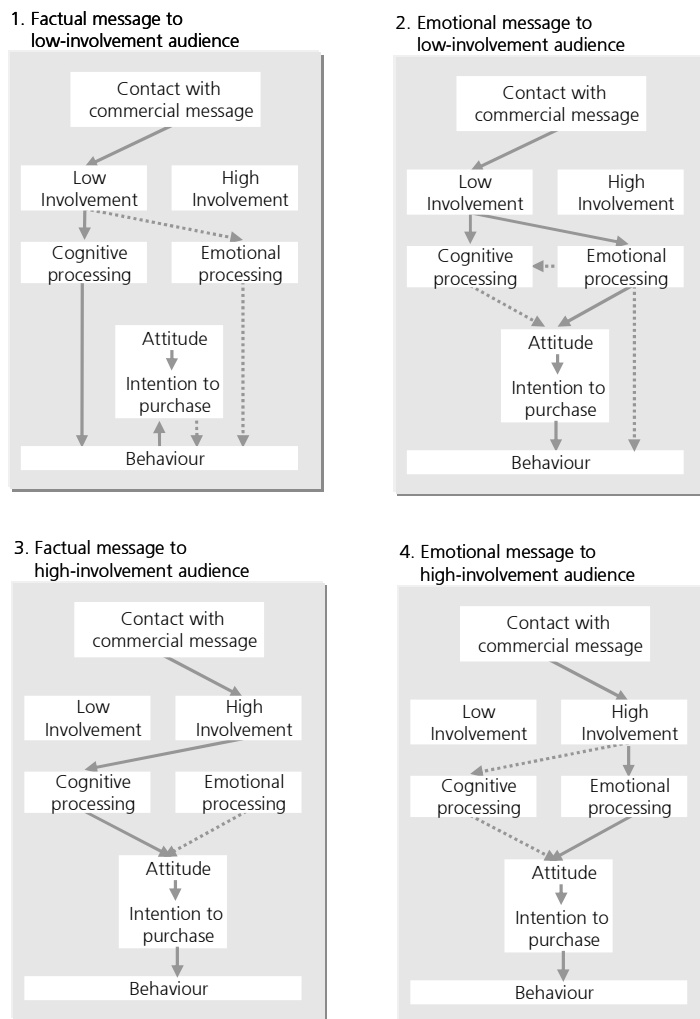 1. Factual message to
low-involvement audience
Contact with
commercial message
Low
Involvement
High
Involvement
Cognitive
processing
Emotional
processing
Attitude
Intention to
purchase
Behaviour
2. Emotional message to
low-involvement audience
Contact with
commercial message
Low
Involvement
High
Involvement
Cognitive
processing
Emotional
processing
Attitude
Intention to
purchase
Behaviour
3. Factual message to
high-involvement audience
Contact with
commercial message
Low
Involvement
High
Involvement
Cognitive
processing
Emotional
processing
Attitude
Intention to
purchase
Behaviour
4. Emotional message to
high-involvement audience
Contact with
commercial message
Low
Involvement
High
Involvement
Cognitive
processing
Emotional
processing
Attitude
Intention to
purchase
Behaviour